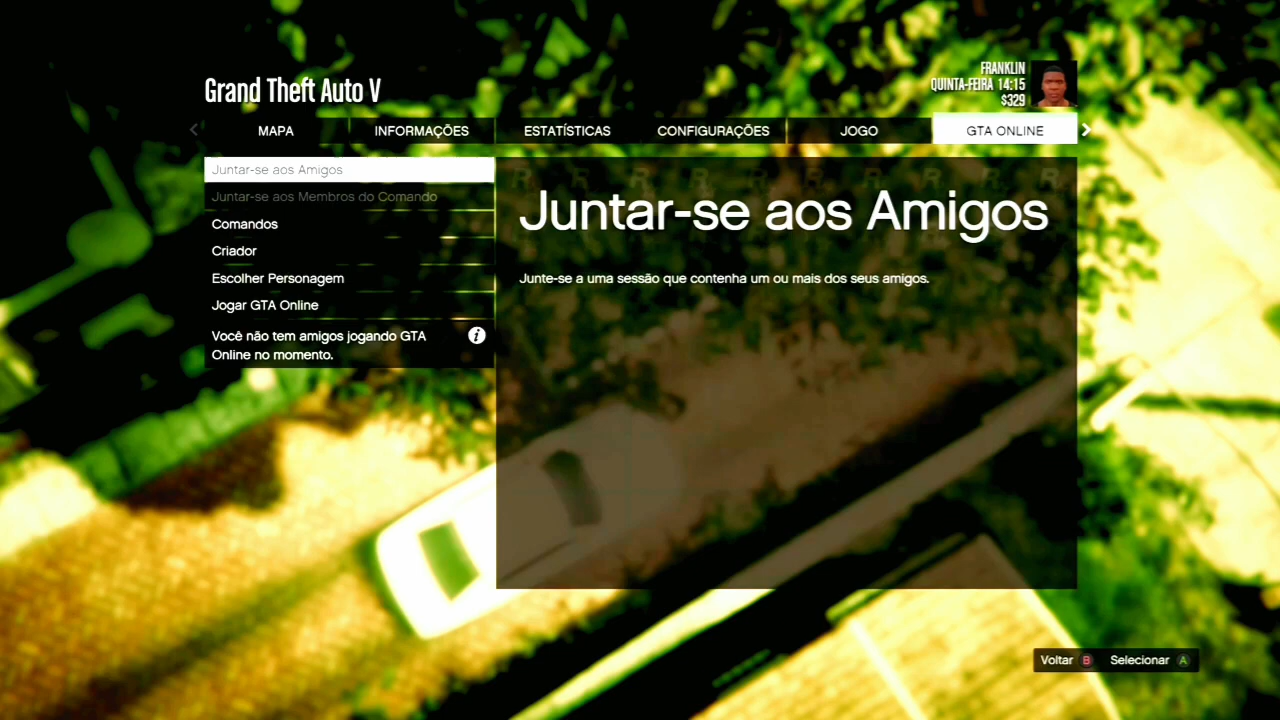 Grand Theft Auto V
FRANKLIN
QUINTA-FEIRA 14:15
$329
MAPA INFORMAÇÕES ESTATÍSTICAS CONFIGURAÇÕES JOGO GTA ONLINE
Juntar-se aos Amigos
Juntar-se aos Membros do Comando
Comandos
Criador
Escolher Personagem
Jogar GTA Online
Você não tem amigos jogando GTA
Online no momento.
Juntar-se aos Amigos
Junte-se a uma sessão que contenha um ou mais dos seus amigos.
Voltar B Selecionar A